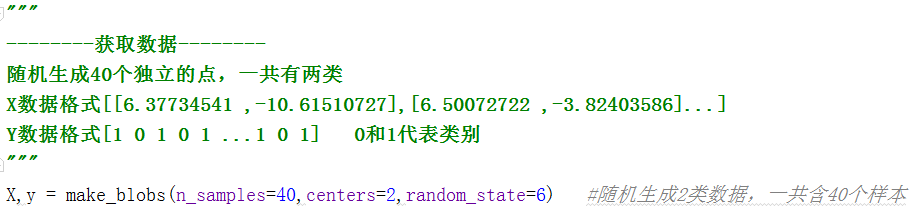 """
--------获取数据--------
随机生成40个独立的点，一共有两类
X数据格式[[6.37734541 ,-10.61510727],[6.50072722 ,-3.82403586]...]
Y数据格式[1 0 1 0 1 ...1 0 1]   0和1代表类别
"""
X,y = make_blobs(n_samples=40,centers=2,random_state=6)   #随机生成2类数据，一共含40个样本